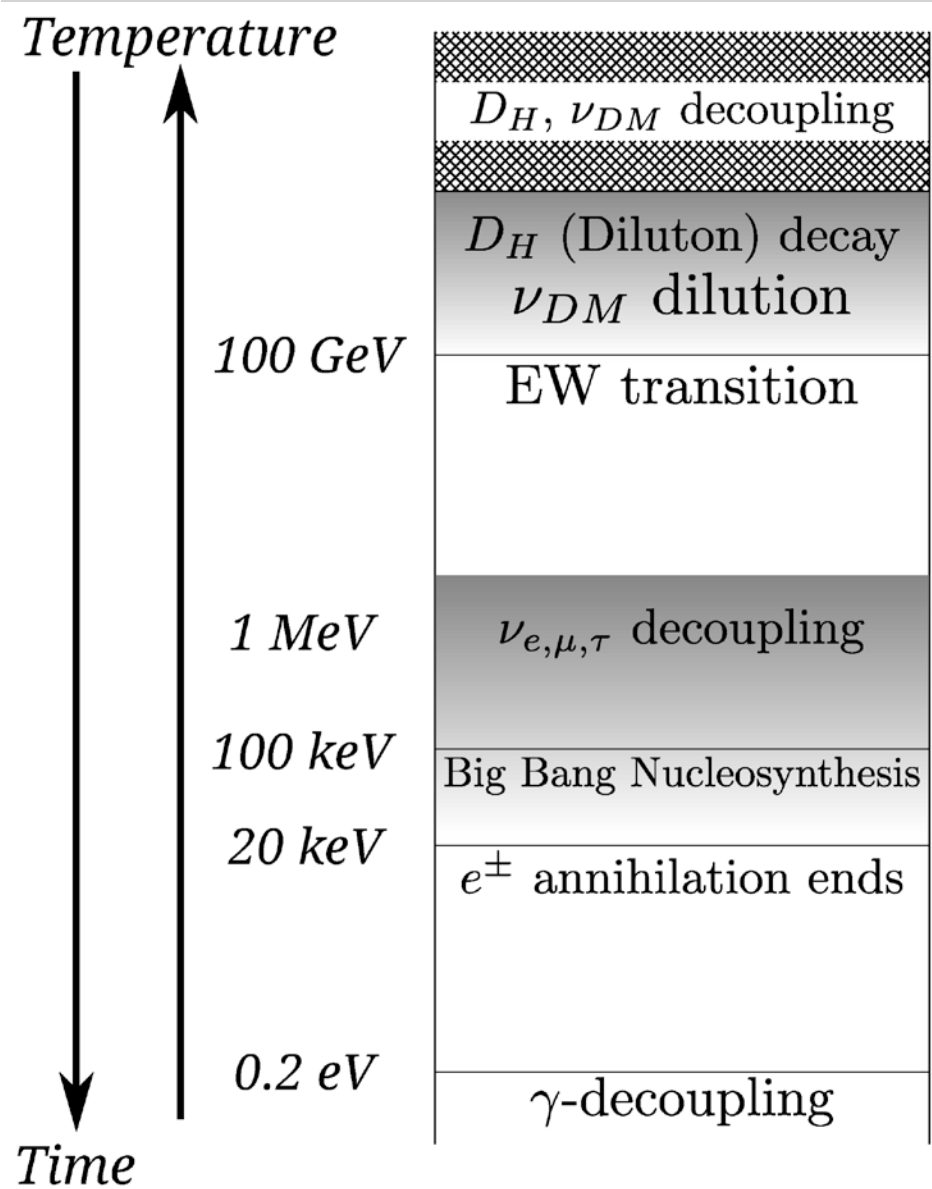 Temperature
D_H, ν_DM decoupling
D_H (Diluton) decay
ν_DM dilution
100 GeV
EW transition
1 MeV
ν_e,μ,τ decoupling
100 keV
Big Bang Nucleosynthesis
20 keV
e^± annihilation ends
0.2 eV
γ-decoupling
Time